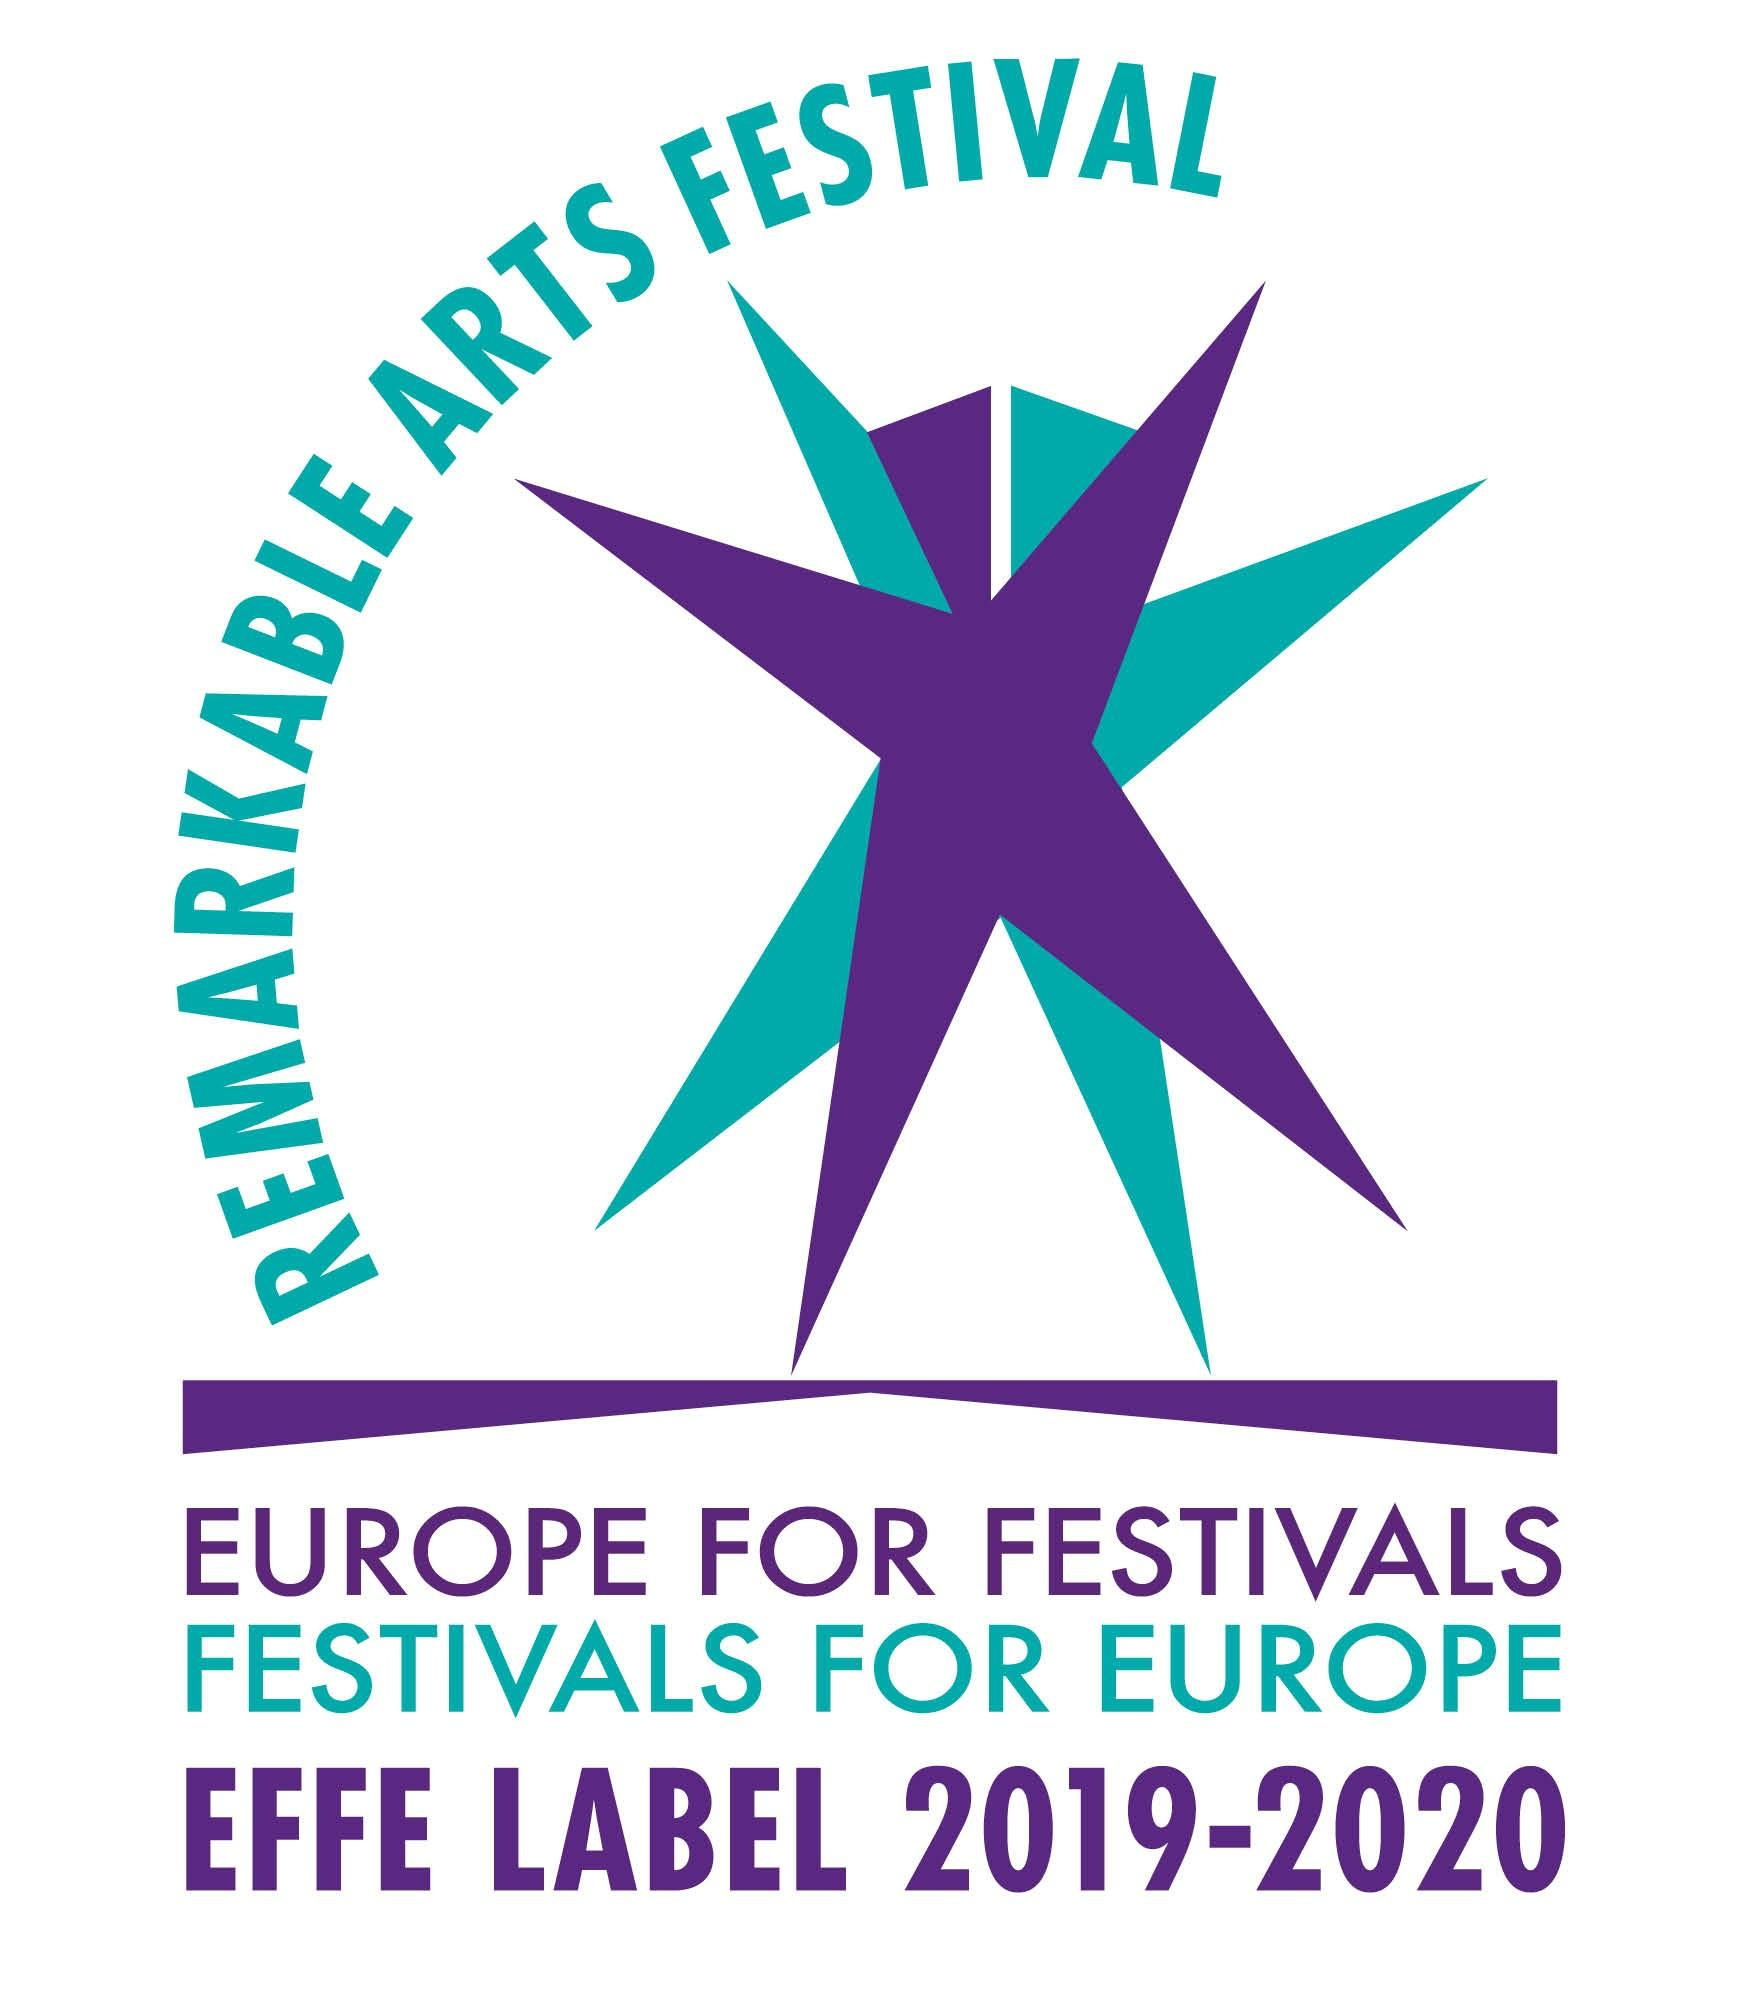 REMARKABLE ARTS FESTIVAL
EUROPE FOR FESTIVALS
FESTIVALS FOR EUROPE
EFFE LABEL 2019-2020